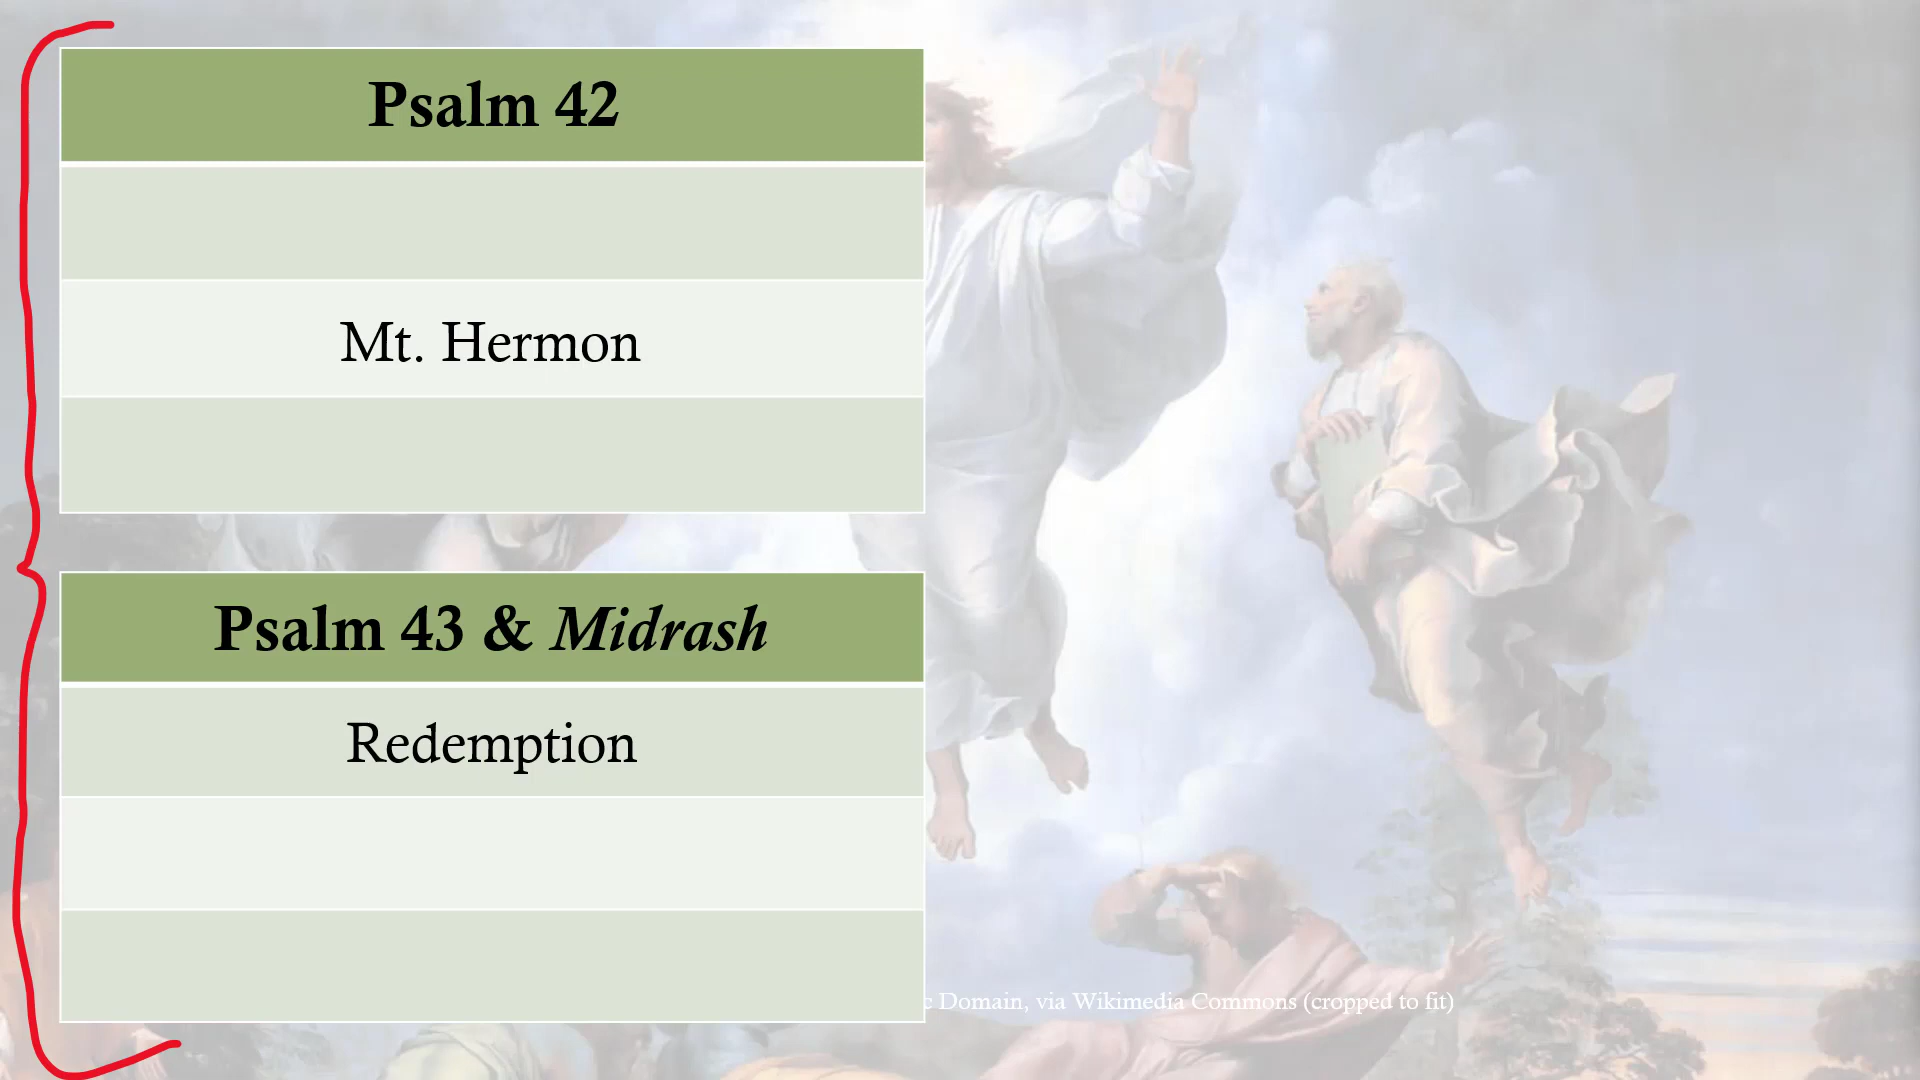 Psalm 42
Mt. Hermon
Psalm 43 & Midrash
Redemption
Domain, via Wikimedia Commons (cropped to fit)